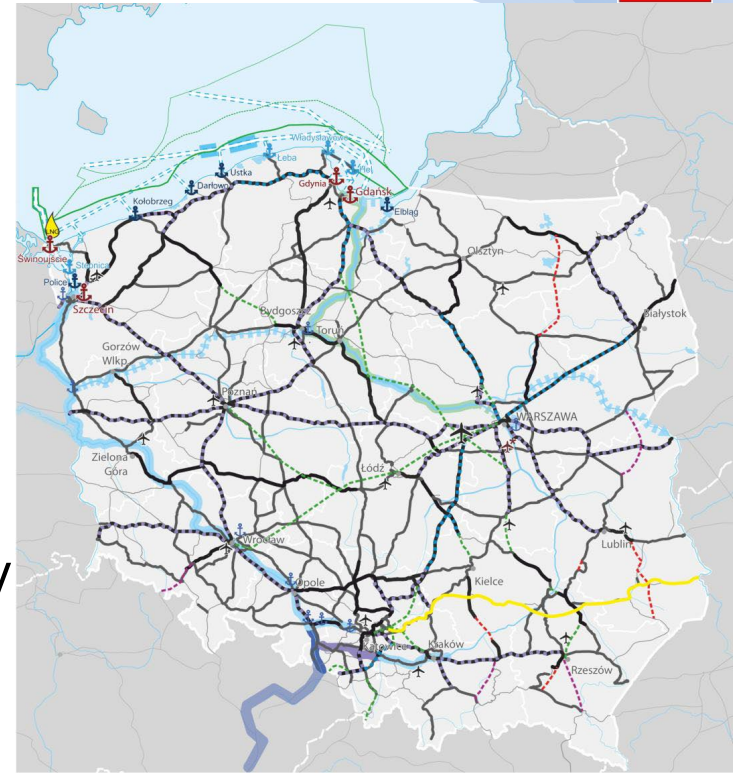 Władysławowo
Łeba
Hel
Ustka
Gdynia
Gdańsk
Darłowo
Elbląg
Kołobrzeg
LNG
Świnoujście
Stepnica
Police
Szczecin
Olsztyn
Białystok
Bydgoszcz
Toruń
Gorzów
Wlkp
Poznań
WARSZAWA
Zielona
Góra
Łódź
Wrocław
Lublin
Opole
Kielce
y
Katowice
Kraków
Rzeszów